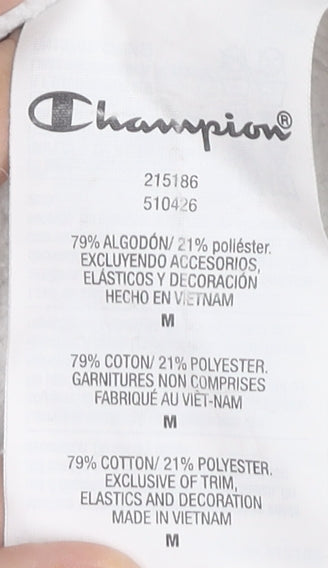 Champion®
215186
510426
79% ALGODÓN/ 21% poliéster.
EXCLUYENDO ACCESORIOS,
ELÁSTICOS Y DECORACIÓN
HECHO EN VIETNAM
M
79% COTON/ 21% POLYESTER.
GARNITURES NON COMPRISES
FABRIQUÉ AU VIÊT-NAM
M
79% COTTON/ 21% POLYESTER.
EXCLUSIVE OF TRIM,
ELASTICS AND DECORATION
MADE IN VIETNAM
M